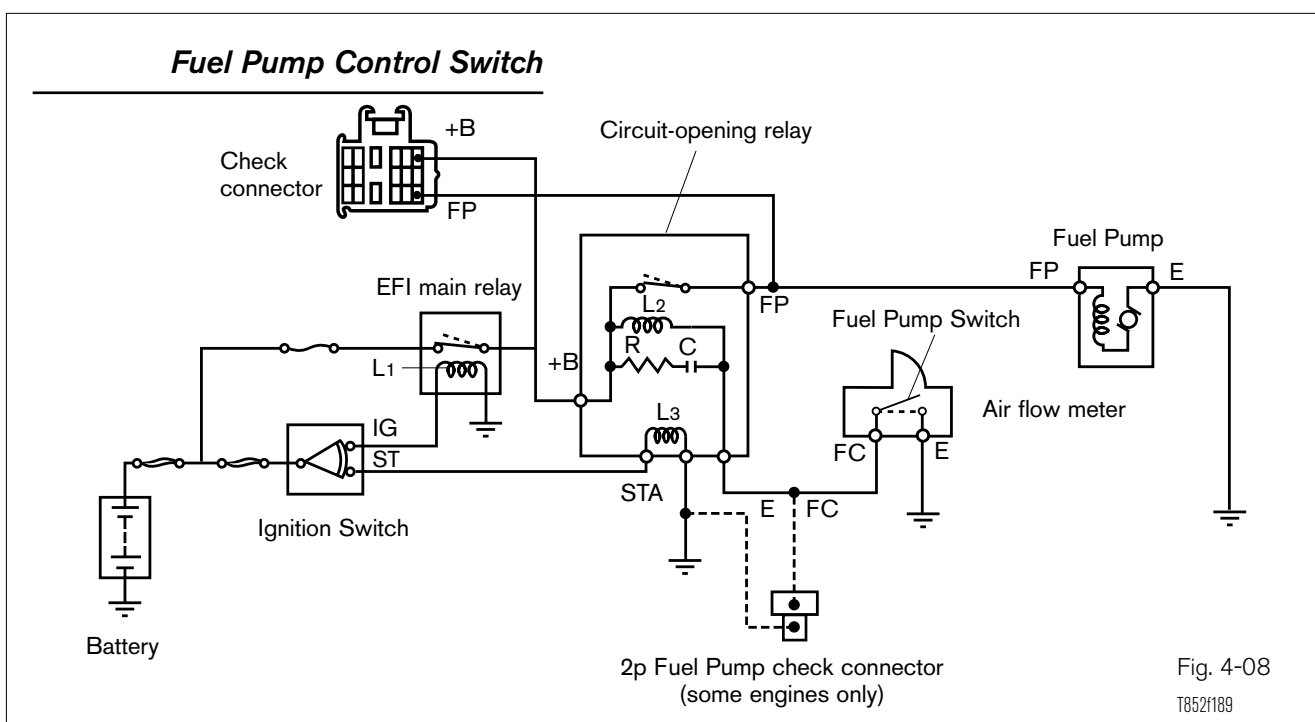 Fuel Pump Control Switch
+B
Circuit-opening relay
Check
connector
FP
Fuel Pump
FP
E
EFI main relay
L2
FP
Fuel Pump Switch
R
C
+B
L1
L3
Air flow meter
IG
FC
E
ST
STA
E
FC
Ignition Switch
Battery
2p Fuel Pump check connector
(some engines only)
Fig. 4-08
T852f189